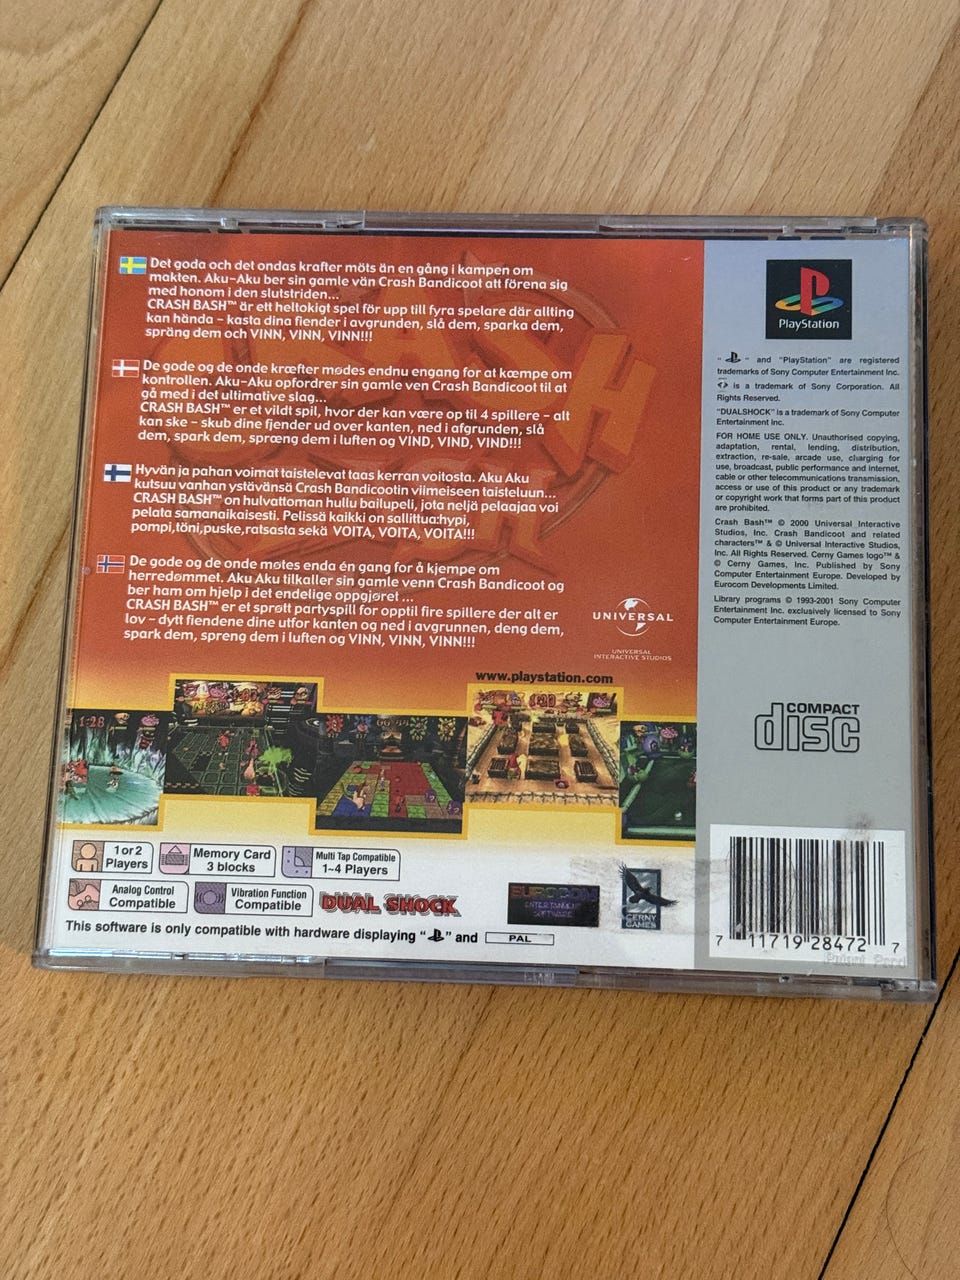 Det goda och det ondas krafter möts än en gång i kampen om
makten. Aku-Aku ber sin gamle vän Crash Bandicoot att förena sig
med honom i den slutstriden...
CRASH BASH™ är ett heltokigt spel för upp till fyra spelare där allting
kan hända - kasta dina fiender i avgrunden, slå dem, sparka dem,
spräng dem och VINN, VINN, VINN!!!
De gode og de onde kræfter mødes endnu engang for at kæmpe om
kontrollen. Aku-Aku opfordrer sin gamle ven Crash Bandicoot til at
gå med i det ultimative slag...
CRASH BASH™ er et vildt spil, hvor der kan være op til 4 spillere - alt
kan ske - skub dine fjender ud over kanten, ned i afgrunden, slå
dem, spark dem, spræng dem i luften og VIND, VIND, VIND!!!
Hyvän ja pahan voimat taistelevat taas kerran voitosta. Aku Aku
kutsuu vanhan ystävänsä Crash Bandicootin viimeiseen taisteluun...
CRASH BASH™ on hulvattoman hullu bailupeli, jota neljä pelaajaa voi
pelata samanaikaisesti. Pelissä kaikki on sallittua:hypi,
pompi,töni,puske,ratsasta sekä VOITA, VOITA, VOITA!!!
De gode og de onde møtes enda én gang for å kjempe om
herredømmet. Aku Aku tilkaller sin gamle venn Crash Bandicoot og
ber ham om hjelp i det endelige oppgjøret ...
CRASH BASH™ er et sprøtt partyspill for opptil fire spillere der alt er
lov - dytt fiendene dine utfor kanten og ned i avgrunnen, deng dem,
spark dem, spreng dem i luften og VINN, VINN, VINN!!!
CRASH
BASH
UNIVERSAL
UNIVERSAL
INTERACTIVE STUDIOS
www.playstation.com
1:28
1 or 2
Players
Memory Card
3 blocks
Multi Tap Compatible
1~4 Players
Analog Control
Compatible
Vibration Function
Compatible
DUAL SHOCK
EUROCOM
ENTERTAINMENT
SOFTWARE
CERNY
GAMES
This software is only compatible with hardware displaying " " and PAL
PlayStation
" " and "PlayStation" are registered
trademarks of Sony Computer Entertainment Inc.
is a trademark of Sony Corporation. All
Rights Reserved.
"DUALSHOCK" is a trademark of Sony Computer
Entertainment Inc.
FOR HOME USE ONLY. Unauthorised copying,
adaptation, rental, lending, distribution,
extraction, re-sale, arcade use, charging for
use, broadcast, public performance and internet,
cable or other telecommunications transmission,
access or use of this product or any trademark
or copyright work that forms part of this product
are prohibited.
Crash Bash™ © 2000 Universal Interactive
Studios, Inc. Crash Bandicoot and related
characters™ & © Universal Interactive Studios,
Inc. All Rights Reserved. Cerny Games logo™ &
© Cerny Games, Inc. Published by Sony
Computer Entertainment Europe. Developed by
Eurocom Developments Limited.
Library programs © 1993-2001 Sony Computer
Entertainment Inc. exclusively licensed to Sony
Computer Entertainment Europe.
COMPACT
disc
7 11719 28472 7
Patent Pend